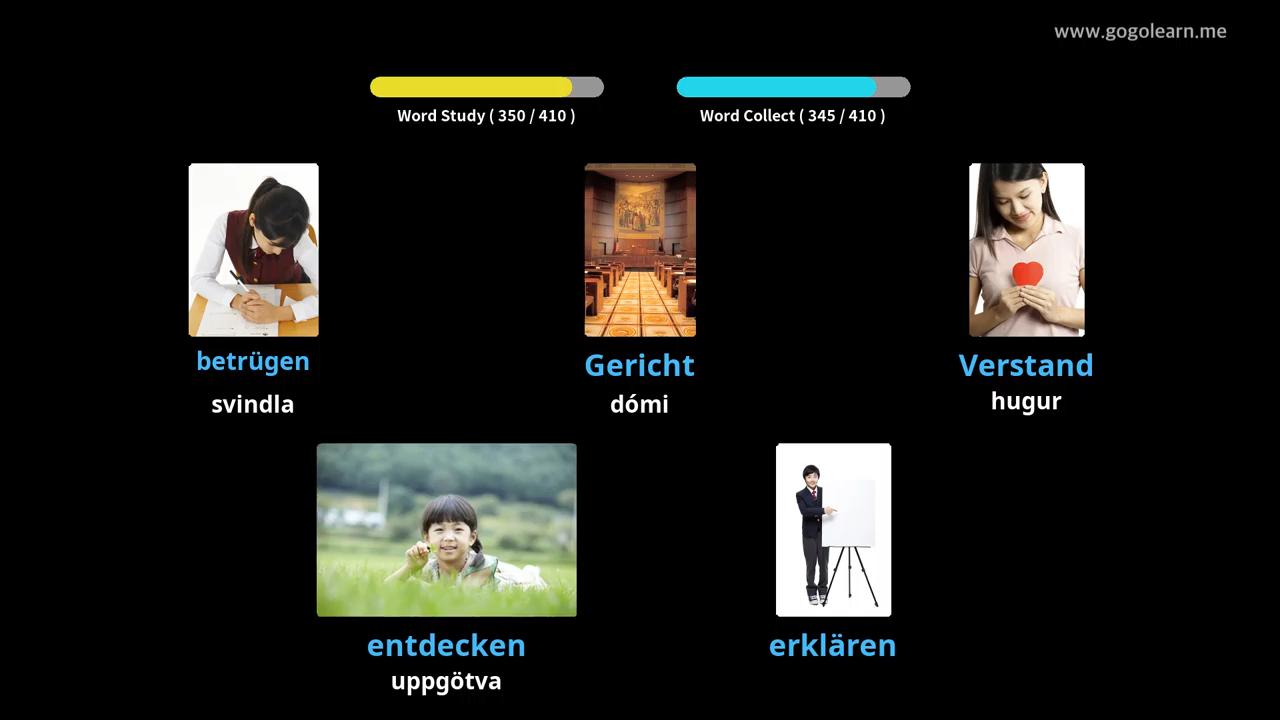 www.gogolearn.me
Word Study ( 350 / 410 )
Word Collect ( 345 / 410 )
betrügen
svindla
Gericht
dómi
Verstand
hugur
entdecken
uppgötva
erklären